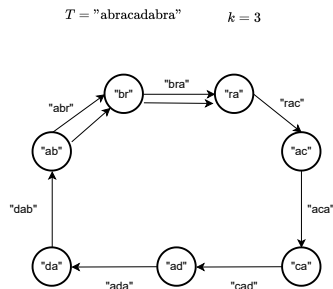 T = "abracadabra" k = 3
"bra"
"br" "ra"
"abr" "rac"
"ab" "ac"
"dab" "aca"
"da" "ad" "ca"
"ada" "cad"